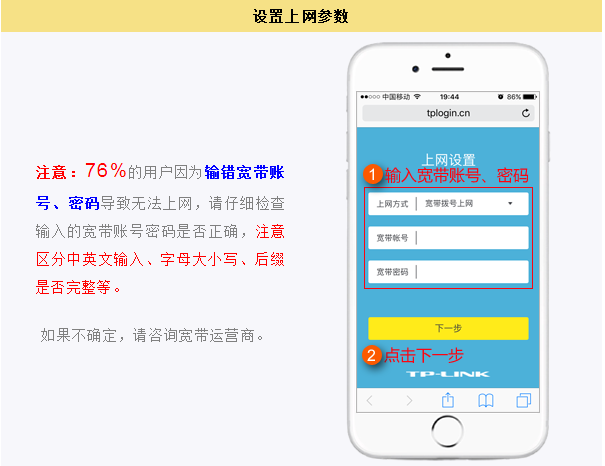 设置上网参数
注意：76%的用户因为输错宽带账
号、密码导致无法上网，请仔细检查
输入的宽带账号密码是否正确，注意
区分中英文输入、字母大小写、后缀
是否完整等。
如果不确定，请咨询宽带运营商。
中国移动 19:44 86%
tplogin.cn
上网设置
1 输入宽带账号、密码
上网方式 宽带拨号上网
宽带帐号
宽带密码
下一步
2 点击下一步
TP-LINK